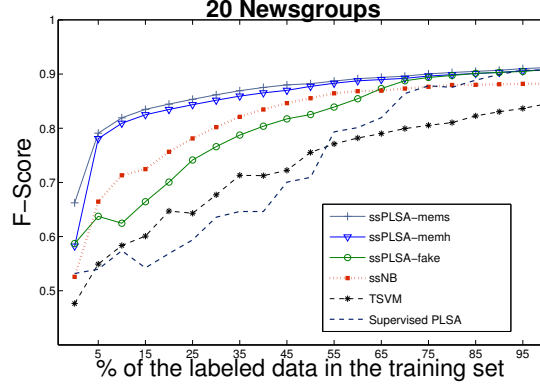 20 Newsgroups
F-Score
0.9
0.8
0.7
0.6
0.5
ssPLSA-mems
ssPLSA-memh
ssPLSA-fake
ssNB
TSVM
Supervised PLSA
5 15 25 35 45 55 65 75 85 95
% of the labeled data in the training set